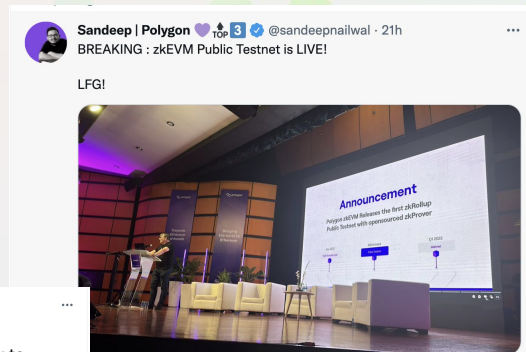 Sandeep | Polygon 💜 🔝 3️⃣ @sandeepnailwal · 21h
BREAKING : zkEVM Public Testnet is LIVE!
LFG!
Announcement
Polygon zkEVM Releases the first zkRollup
Public Testnet with opensourced zkProver